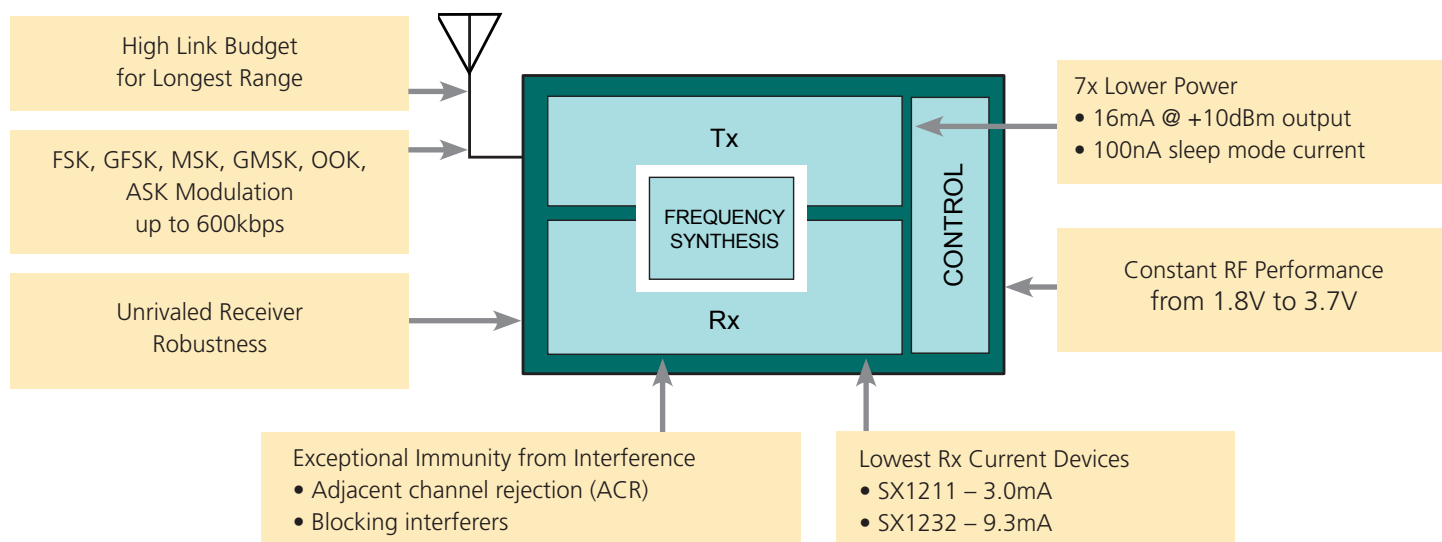 High Link Budget
for Longest Range
FSK, GFSK, MSK, GMSK, OOK,
ASK Modulation
up to 600kbps
Unrivaled Receiver
Robustness
Tx
FREQUENCY
SYNTHESIS
Rx
CONTROL
7x Lower Power
• 16mA @ +10dBm output
• 100nA sleep mode current
Constant RF Performance
from 1.8V to 3.7V
Exceptional Immunity from Interference
• Adjacent channel rejection (ACR)
• Blocking interferers
Lowest Rx Current Devices
• SX1211 – 3.0mA
• SX1232 – 9.3mA